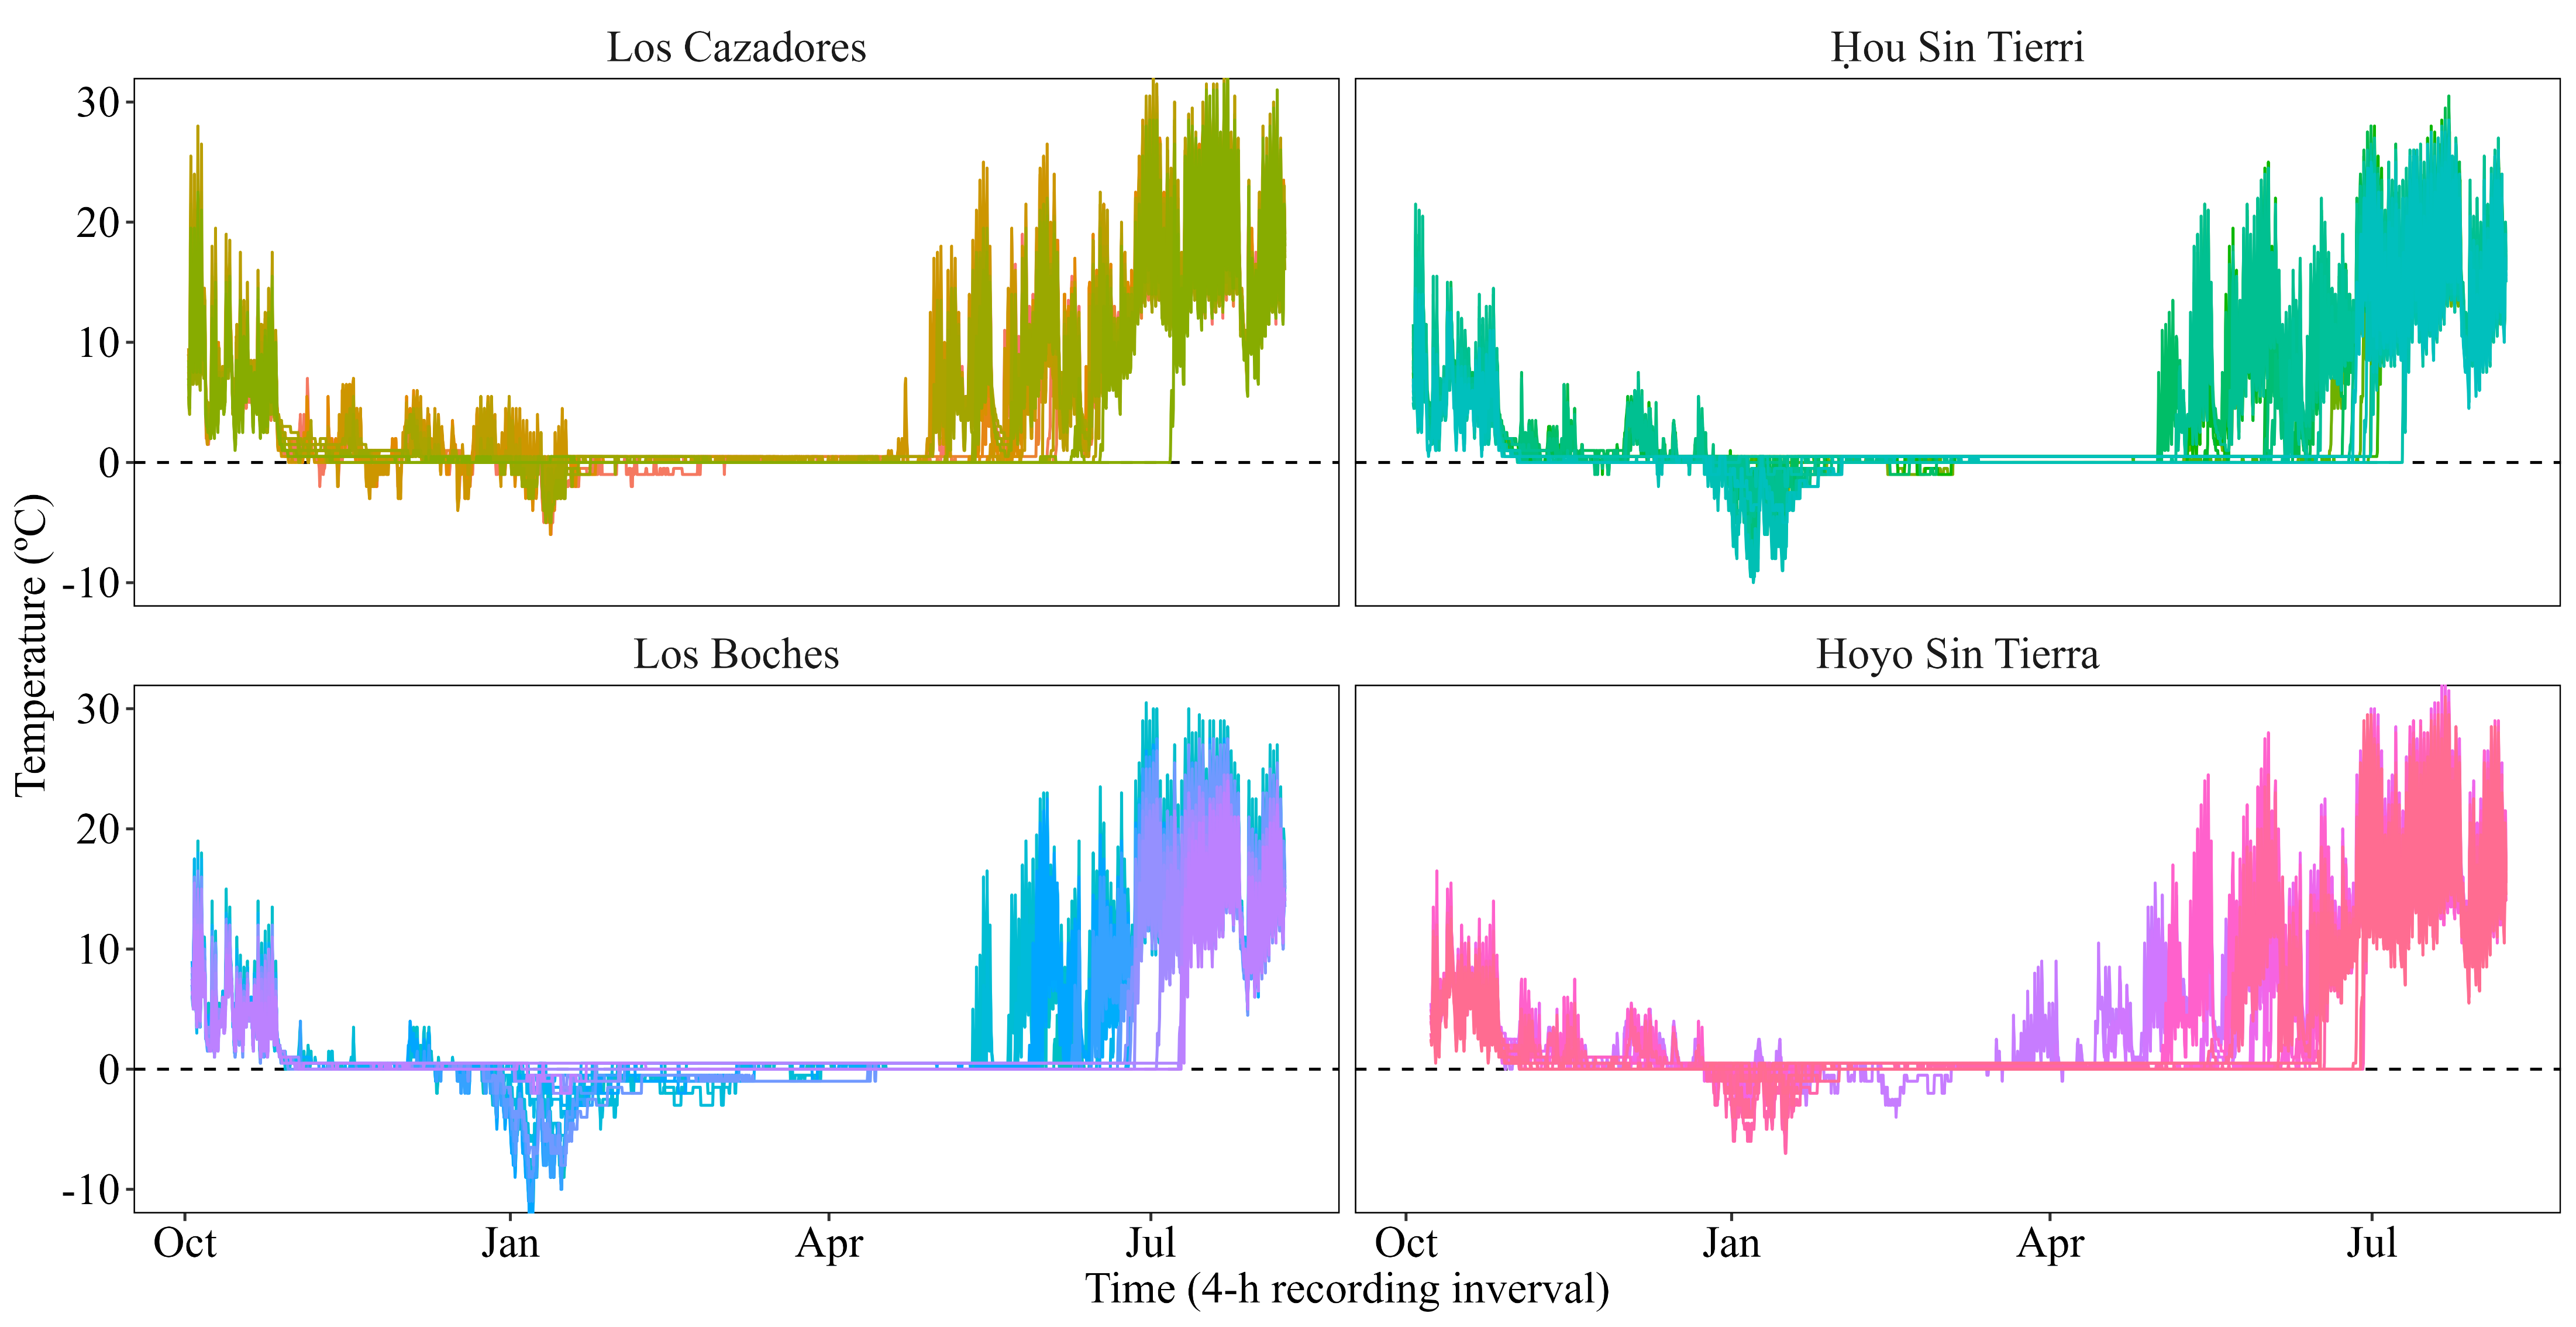 Los Cazadores
Ḥou Sin Tierri
30
20
10
0
-10
Temperature (ºC)
Los Boches
Hoyo Sin Tierra
30
20
10
0
-10
Oct Jan Apr Jul
Oct Jan Apr Jul
Time (4-h recording inverval)